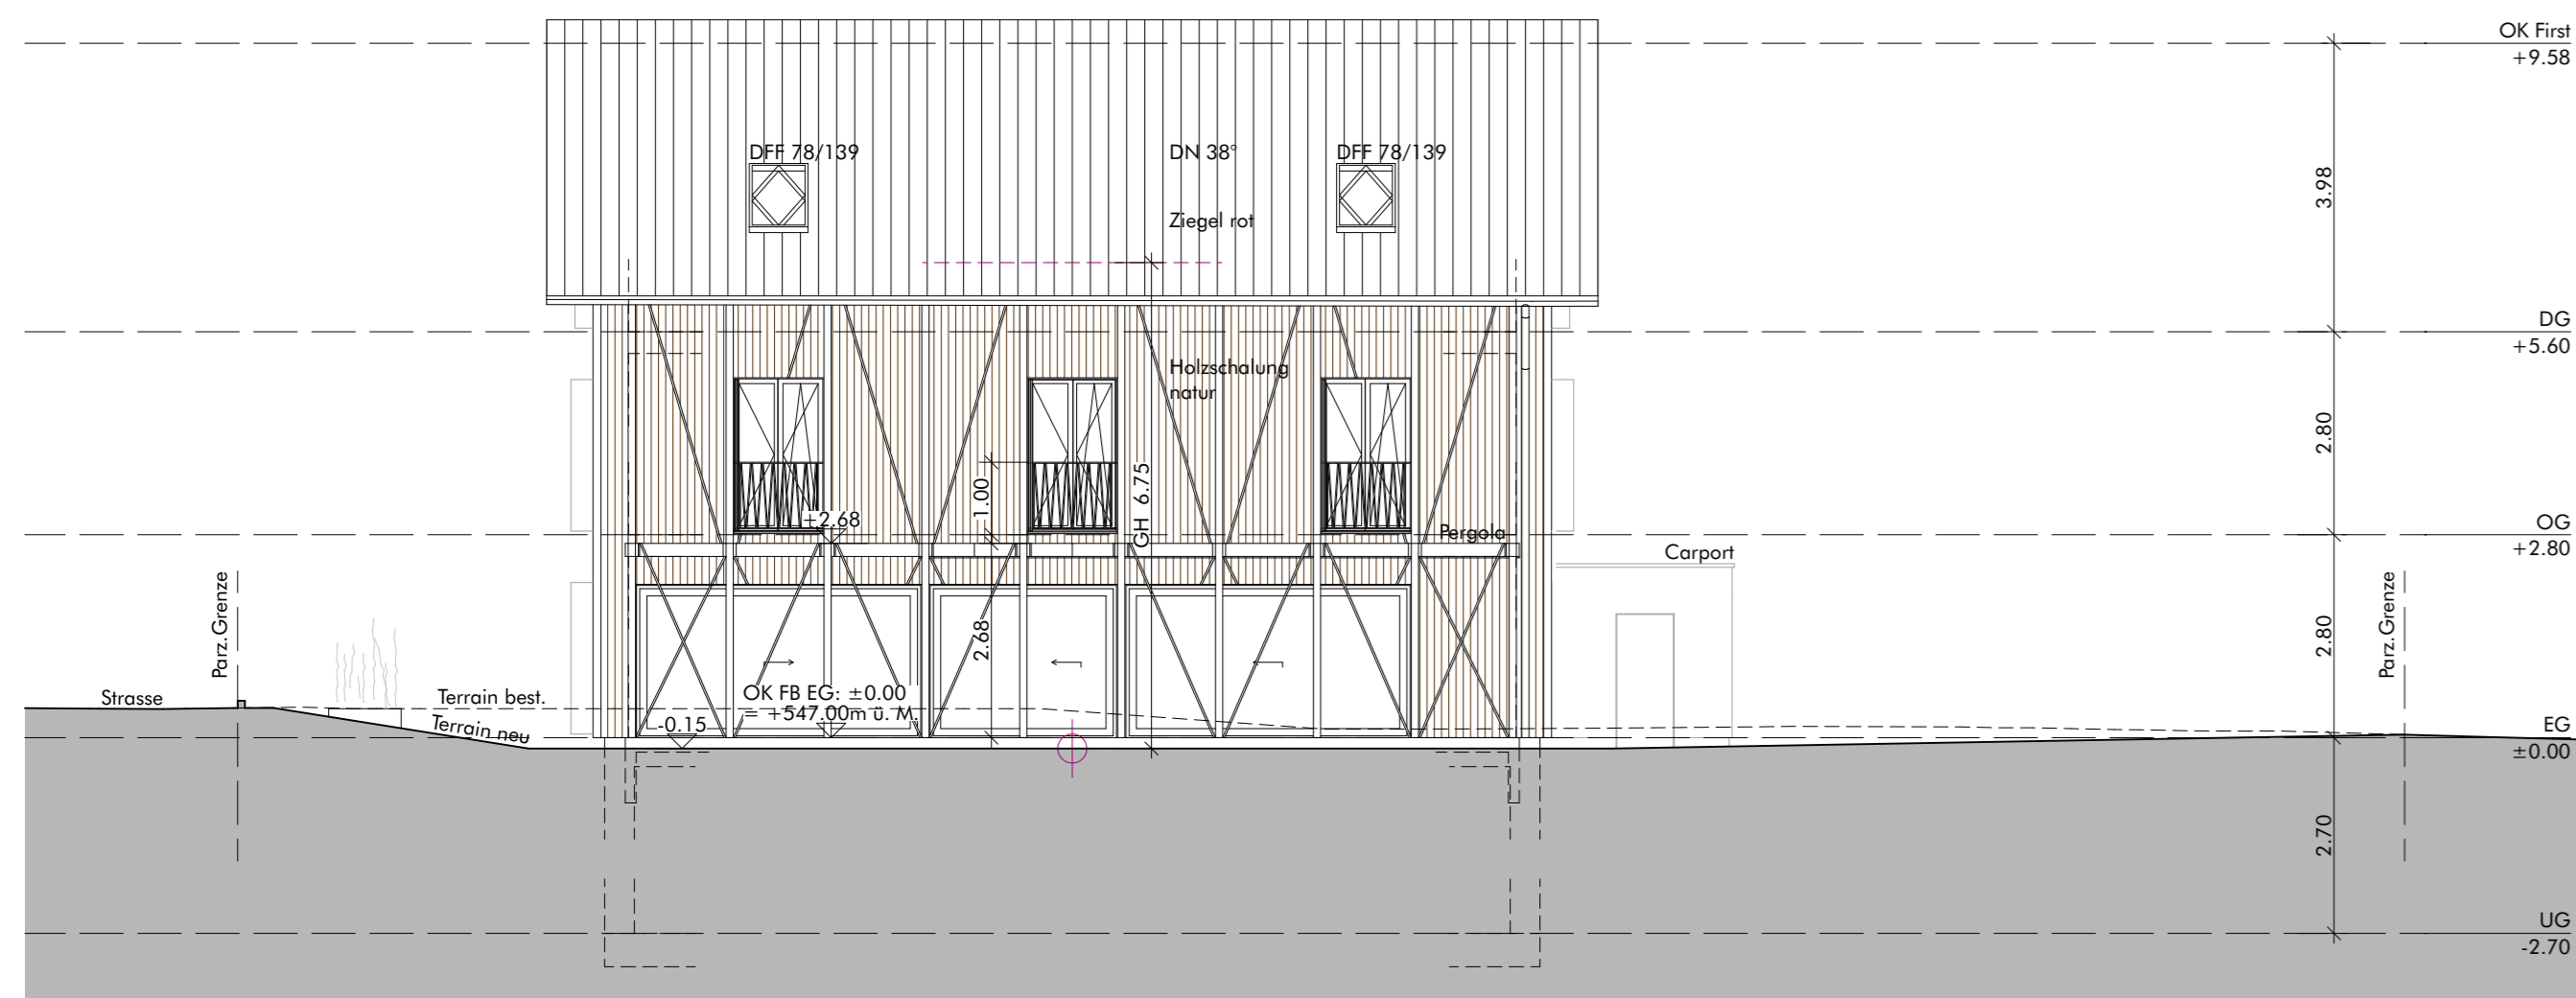 OK First
+9.58
DFF 78/139
DN 38°
DFF 78/139
3.98
Ziegel rot
DG
+5.60
Holzschalung
natur
2.80
1.00
GH 6.75
+2.68
Pergola
OG
+2.80
Carport
Parz.Grenze
Parz.Grenze
2.68
2.80
Strasse
Terrain best.
OK FB EG: ±0.00
= +547.00m ü. M.
-0.15
Terrain neu
EG
±0.00
2.70
UG
-2.70